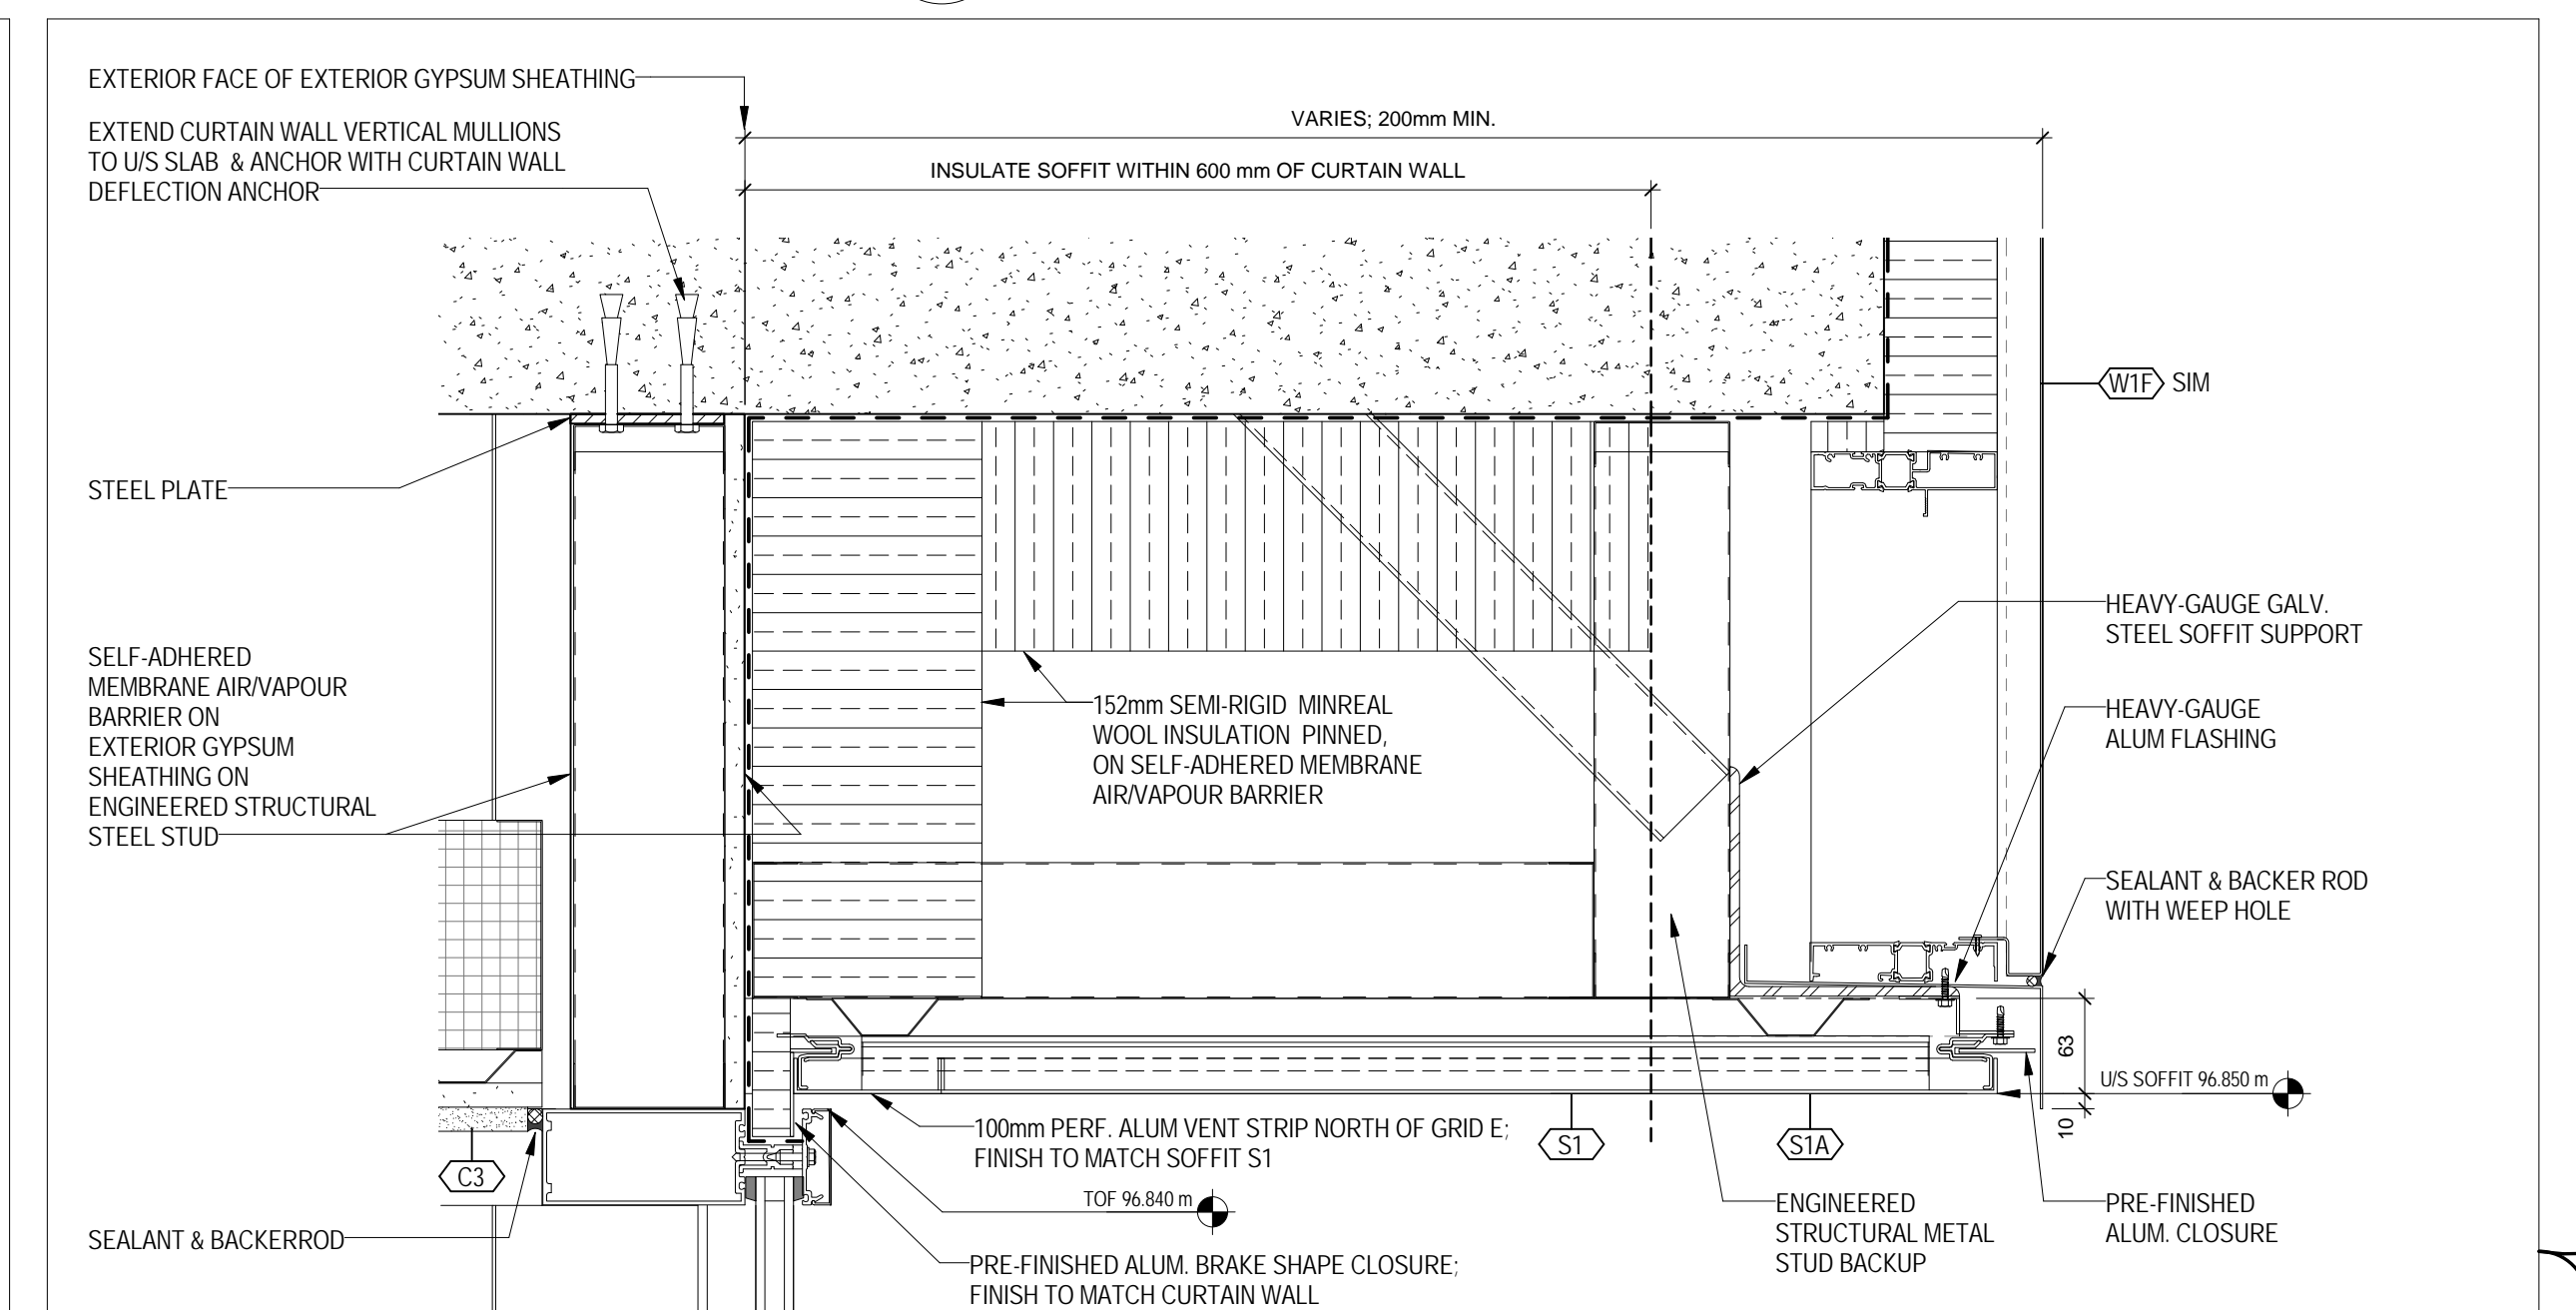 EXTERIOR FACE OF EXTERIOR GYPSUM SHEATHING
EXTEND CURTAIN WALL VERTICAL MULLIONS
TO U/S SLAB & ANCHOR WITH CURTAIN WALL
DEFLECTION ANCHOR
VARIES; 200mm MIN.
INSULATE SOFFIT WITHIN 600 mm OF CURTAIN WALL
W1F SIM
STEEL PLATE
SELF-ADHERED
MEMBRANE AIR/VAPOUR
BARRIER ON
EXTERIOR GYPSUM
SHEATHING ON
ENGINEERED STRUCTURAL
STEEL STUD
152mm SEMI-RIGID MINREAL
WOOL INSULATION PINNED,
ON SELF-ADHERED MEMBRANE
AIR/VAPOUR BARRIER
HEAVY-GAUGE GALV.
STEEL SOFFIT SUPPORT
HEAVY-GAUGE
ALUM FLASHING
SEALANT & BACKER ROD
WITH WEEP HOLE
63
U/S SOFFIT 96.850 m
10
100mm PERF. ALUM VENT STRIP NORTH OF GRID E;
FINISH TO MATCH SOFFIT S1
S1
S1A
C3
TOF 96.840 m
SEALANT & BACKERROD
PRE-FINISHED ALUM. BRAKE SHAPE CLOSURE;
FINISH TO MATCH CURTAIN WALL
ENGINEERED
STRUCTURAL METAL
STUD BACKUP
PRE-FINISHED
ALUM. CLOSURE